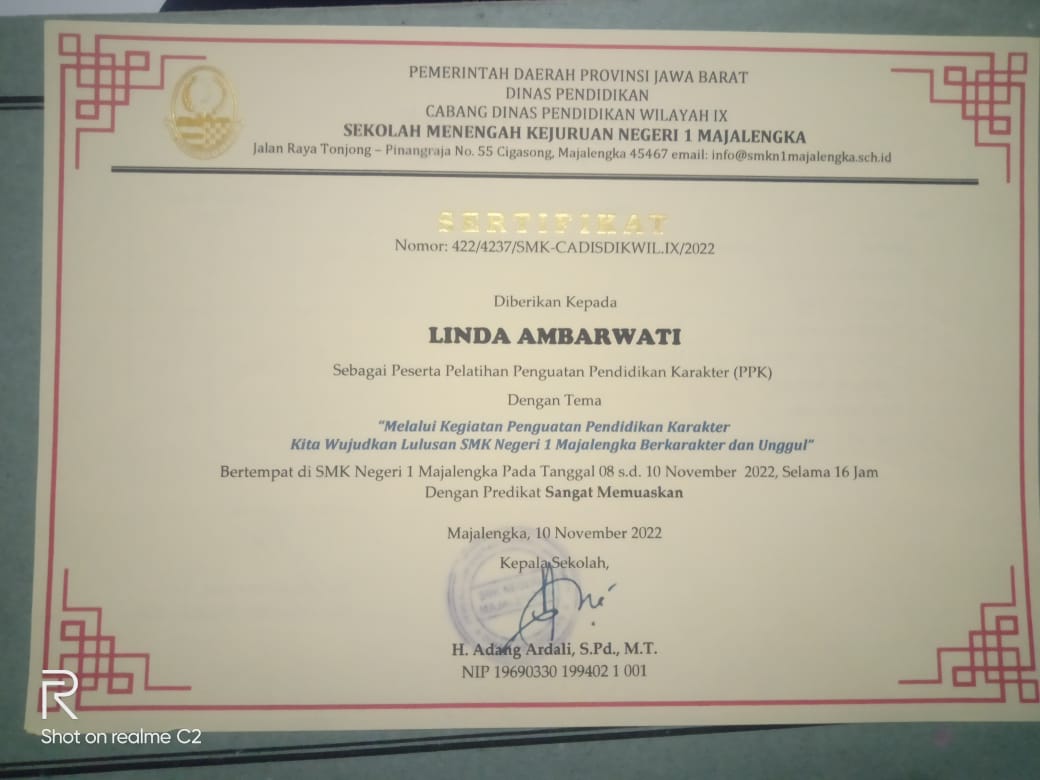 PEMERINTAH DAERAH PROVINSI JAWA BARAT
DINAS PENDIDIKAN
CABANG DINAS PENDIDIKAN WILAYAH IX
SEKOLAH MENENGAH KEJURUAN NEGERI 1 MAJALENGKA
Jalan Raya Tonjong – Pinangraja No. 55 Cigasong, Majalengka 45467 email: info@smkn1majalengka.sch.id
SERTIFIKAT
Nomor: 422/4237/SMK-CADISDIKWIL.IX/2022
Diberikan Kepada
LINDA AMBARWATI
Sebagai Peserta Pelatihan Penguatan Pendidikan Karakter (PPK)
Dengan Tema
"Melalui Kegiatan Penguatan Pendidikan Karakter
Kita Wujudkan Lulusan SMK Negeri 1 Majalengka Berkarakter dan Unggul"
Bertempat di SMK Negeri 1 Majalengka Pada Tanggal 08 s.d. 10 November 2022, Selama 16 Jam
Dengan Predikat Sangat Memuaskan
Majalengka, 10 November 2022
Kepala Sekolah,
H. Adang Ardali, S.Pd., M.T.
NIP 19690330 199402 1 001
R
Shot on realme C2